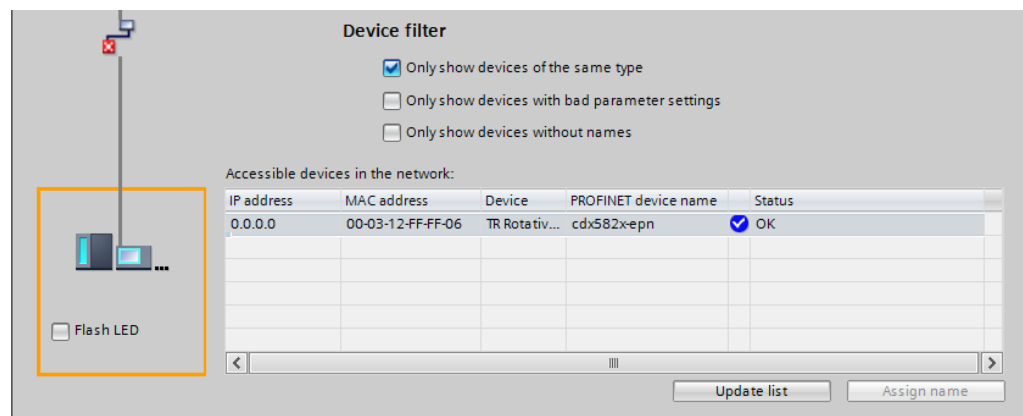 Device filter
Only show devices of the same type
Only show devices with bad parameter settings
Only show devices without names
Accessible devices in the network:
IP address MAC address Device PROFINET device name Status
0.0.0.0 00-03-12-FF-FF-06 TR Rotativ... cdx582x-epn OK
Flash LED
Update list Assign name